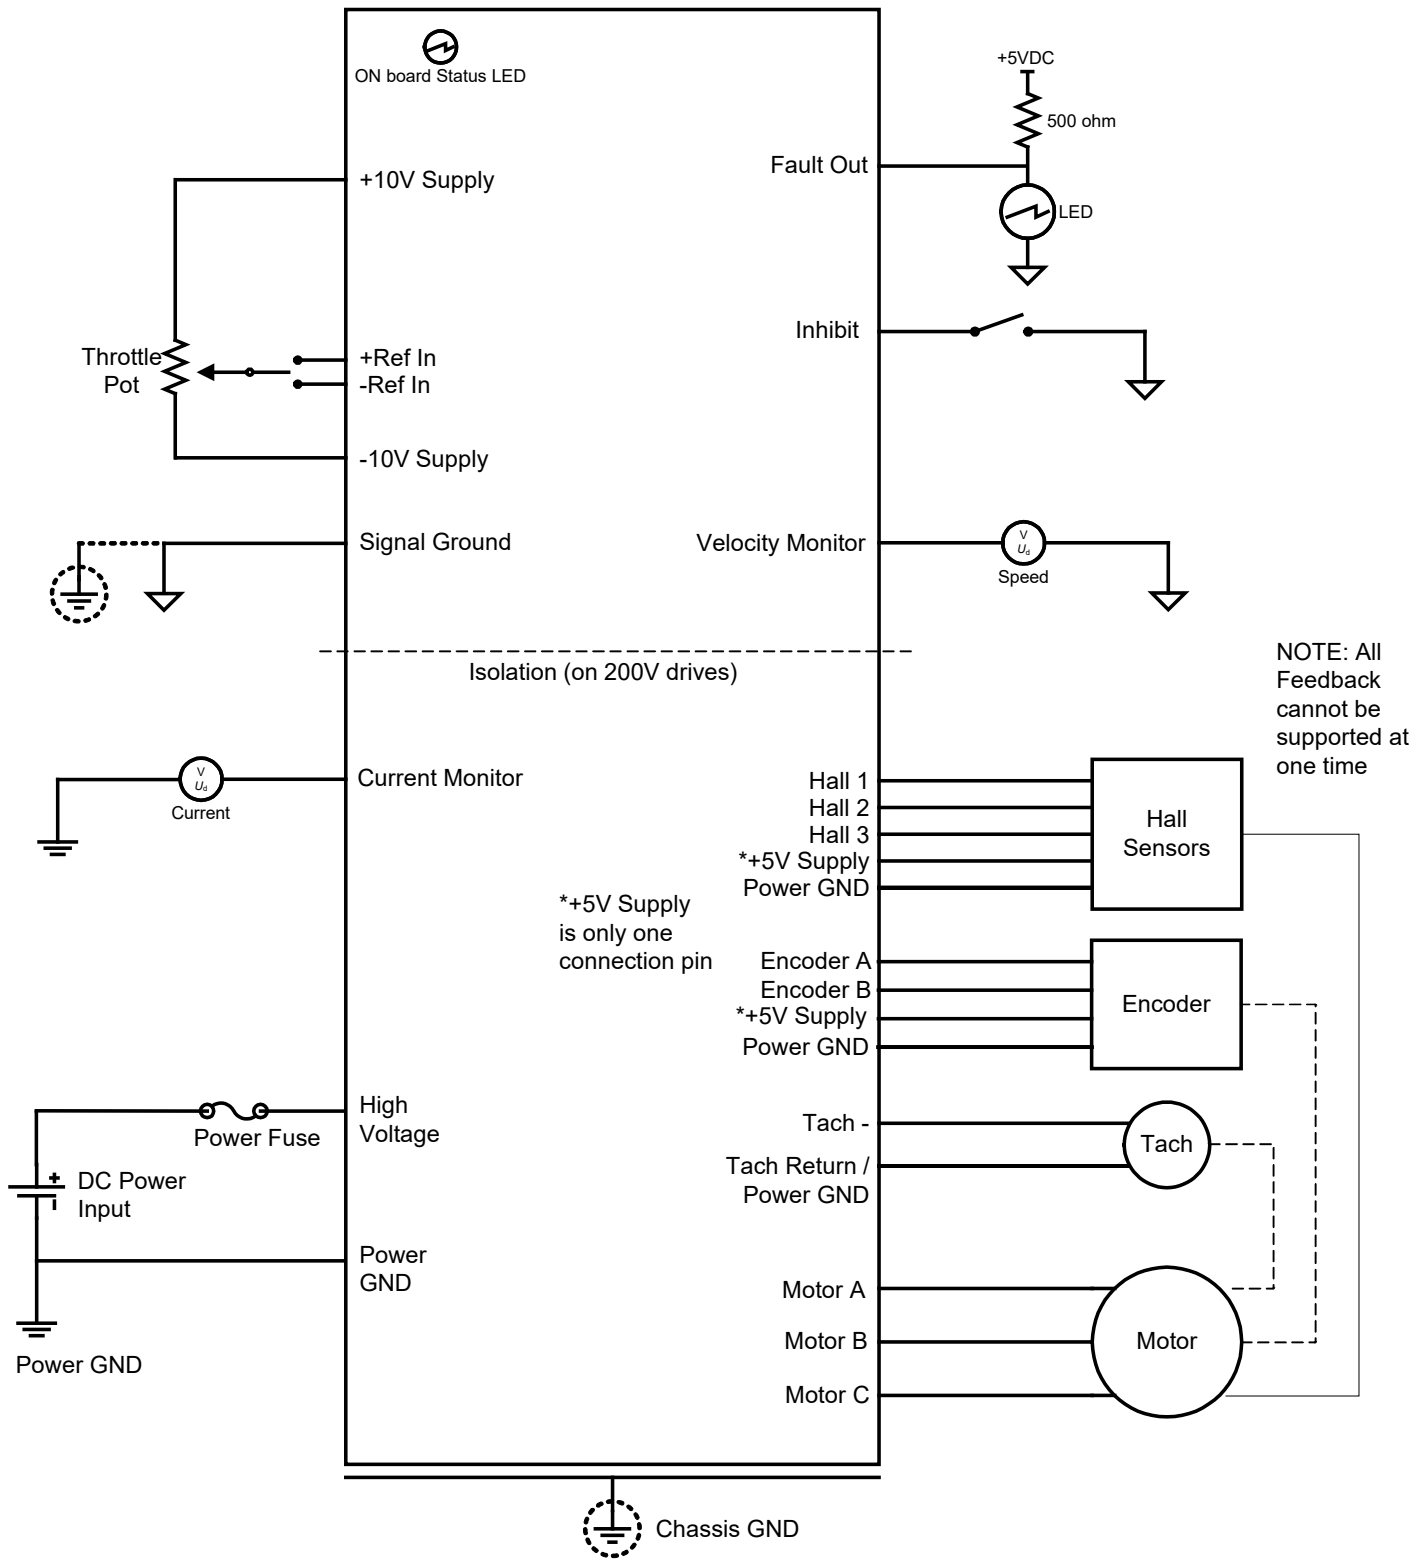 ON board Status LED
+5VDC
500 ohm
Fault Out
LED
+10V Supply
Inhibit
Throttle
Pot
+Ref In
-Ref In
-10V Supply
Signal Ground
Velocity Monitor
V
Ud
Speed
Isolation (on 200V drives)
NOTE: All
Feedback
cannot be
supported at
one time
V
Ud
Current
Current Monitor
Hall 1
Hall 2
Hall 3
*+5V Supply
Power GND
Hall
Sensors
*+5V Supply
is only one
connection pin
Encoder A
Encoder B
*+5V Supply
Power GND
Encoder
High
Voltage
Power Fuse
+
DC Power
Input
Tach -
Tach Return /
Power GND
Tach
Power
GND
Power GND
Motor A
Motor B
Motor C
Motor
Chassis GND